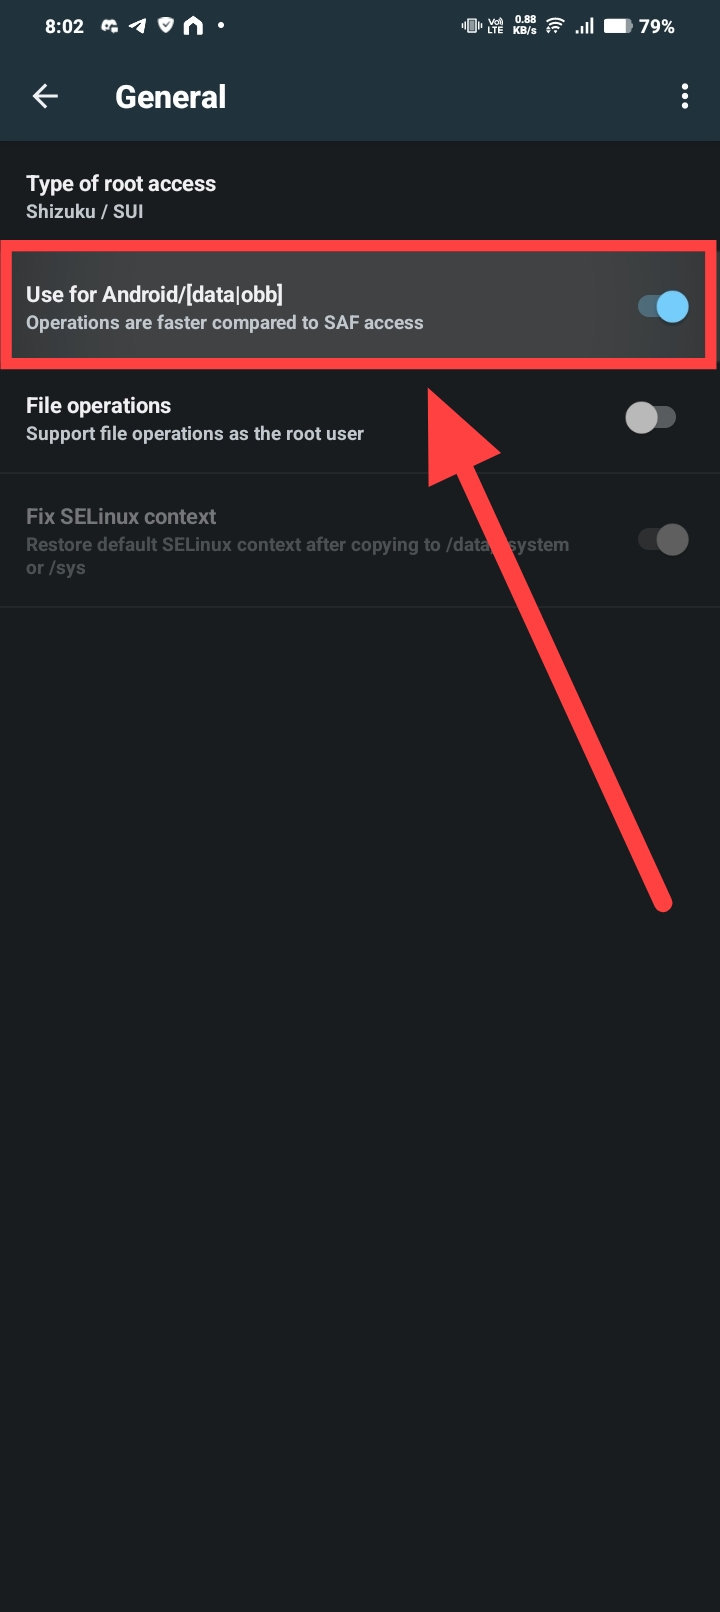 8:02
Vo)
LTE
0.88
KB/s
79%
General
Type of root access
Shizuku / SUI
Use for Android/[data|obb]
Operations are faster compared to SAF access
File operations
Support file operations as the root user
Fix SELinux context
Restore default SELinux context after copying to /data, system
or /sys